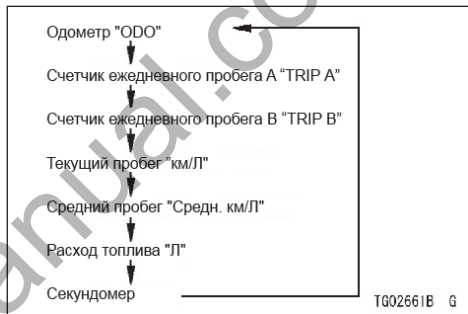 Одометр "ODO"
Счетчик ежедневного пробега A “TRIP A”
Счетчик ежедневного пробега B “TRIP B”
Текущий пробег "км/Л"
Средний пробег "Средн. км/Л"
Расход топлива "Л"
Секундомер
TG02661B G